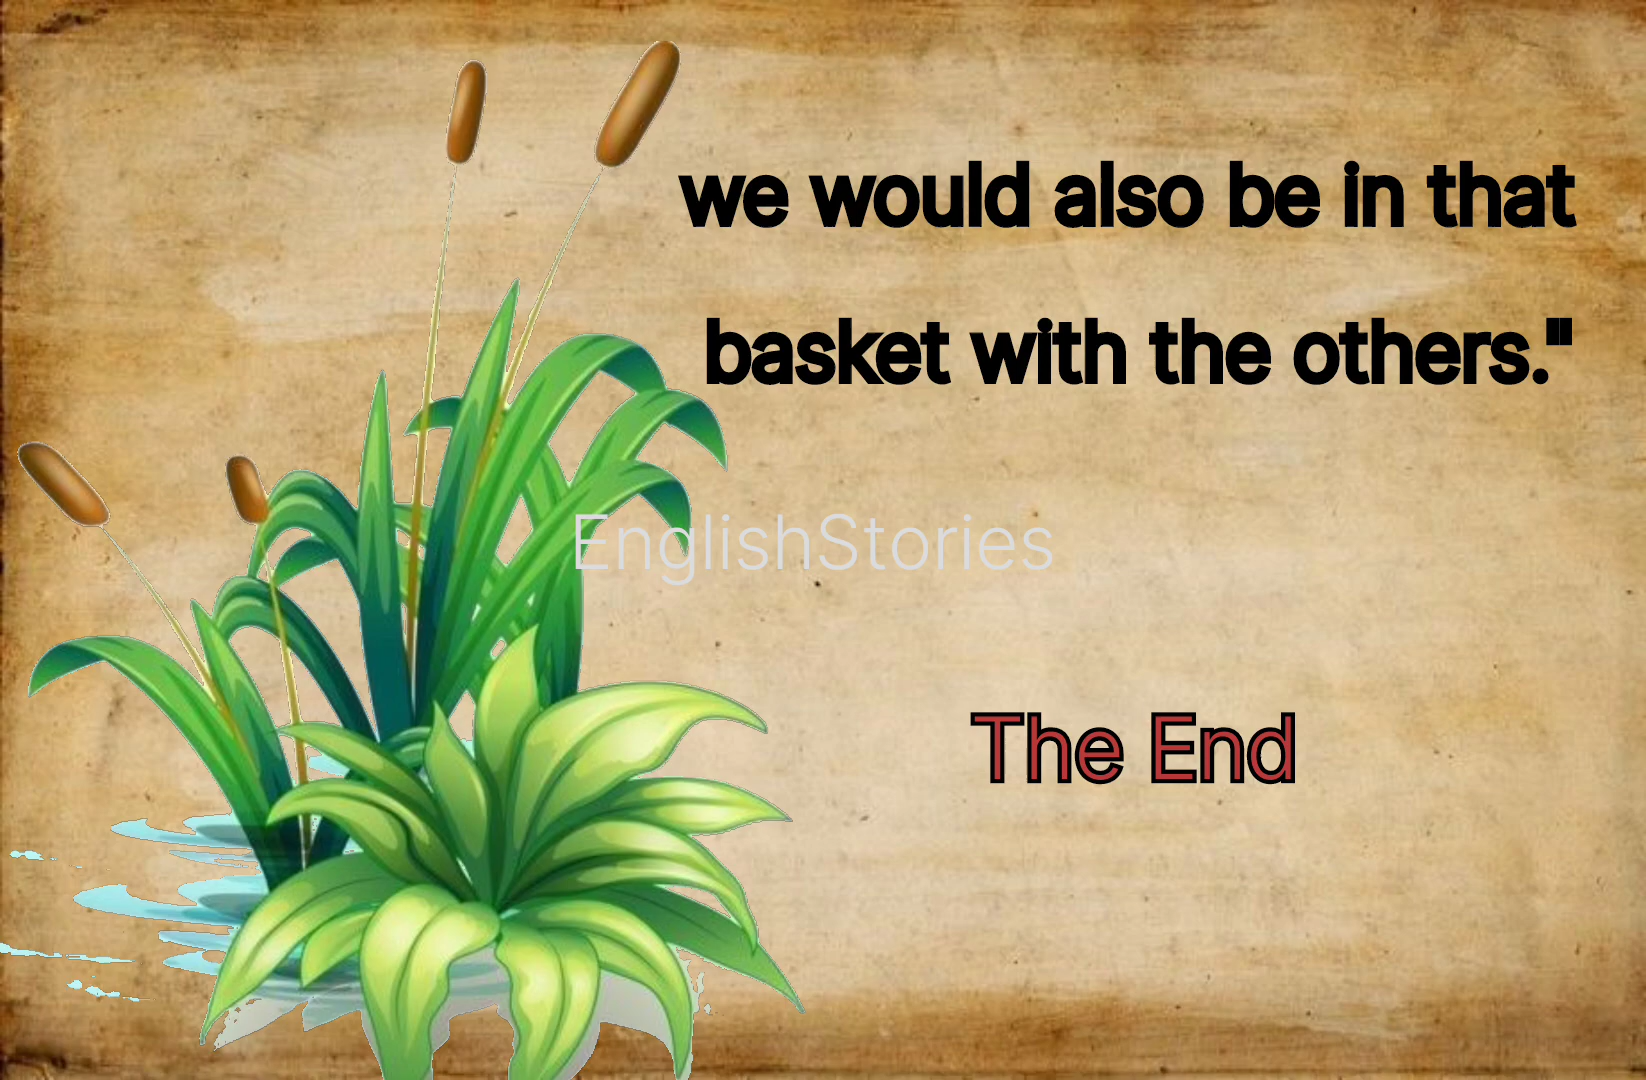 we would also be in that
basket with the others."
EnglishStories
The End